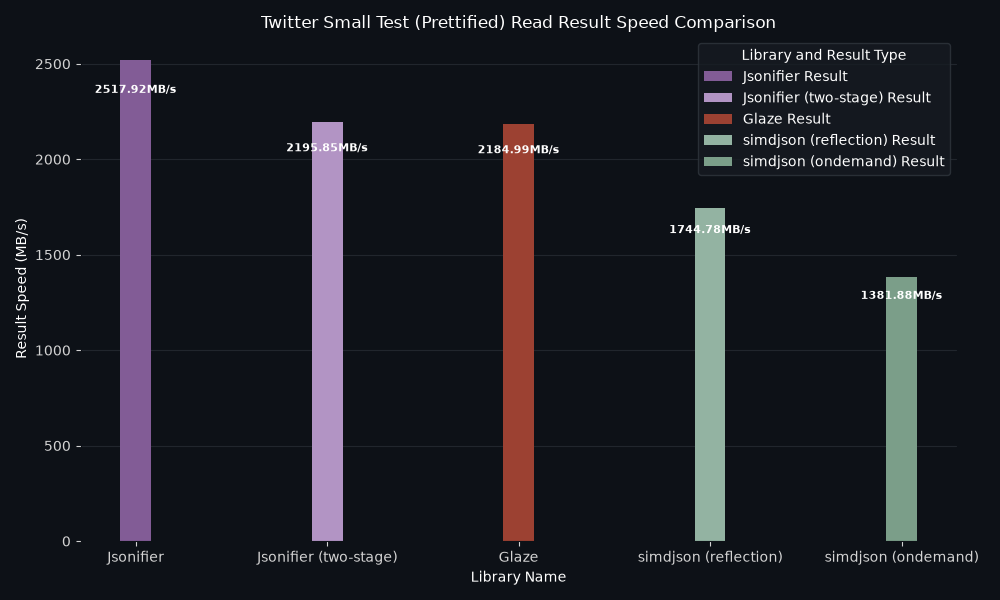 Twitter Small Test (Prettified) Read Result Speed Comparison
Library and Result Type
Jsonifier Result
Jsonifier (two-stage) Result
Glaze Result
simdjson (reflection) Result
simdjson (ondemand) Result
Result Speed (MB/s)
2500
2000
1500
1000
500
0
2517.92MB/s
2195.85MB/s
2184.99MB/s
1744.78MB/s
1381.88MB/s
Jsonifier
Jsonifier (two-stage)
Glaze
simdjson (reflection)
simdjson (ondemand)
Library Name